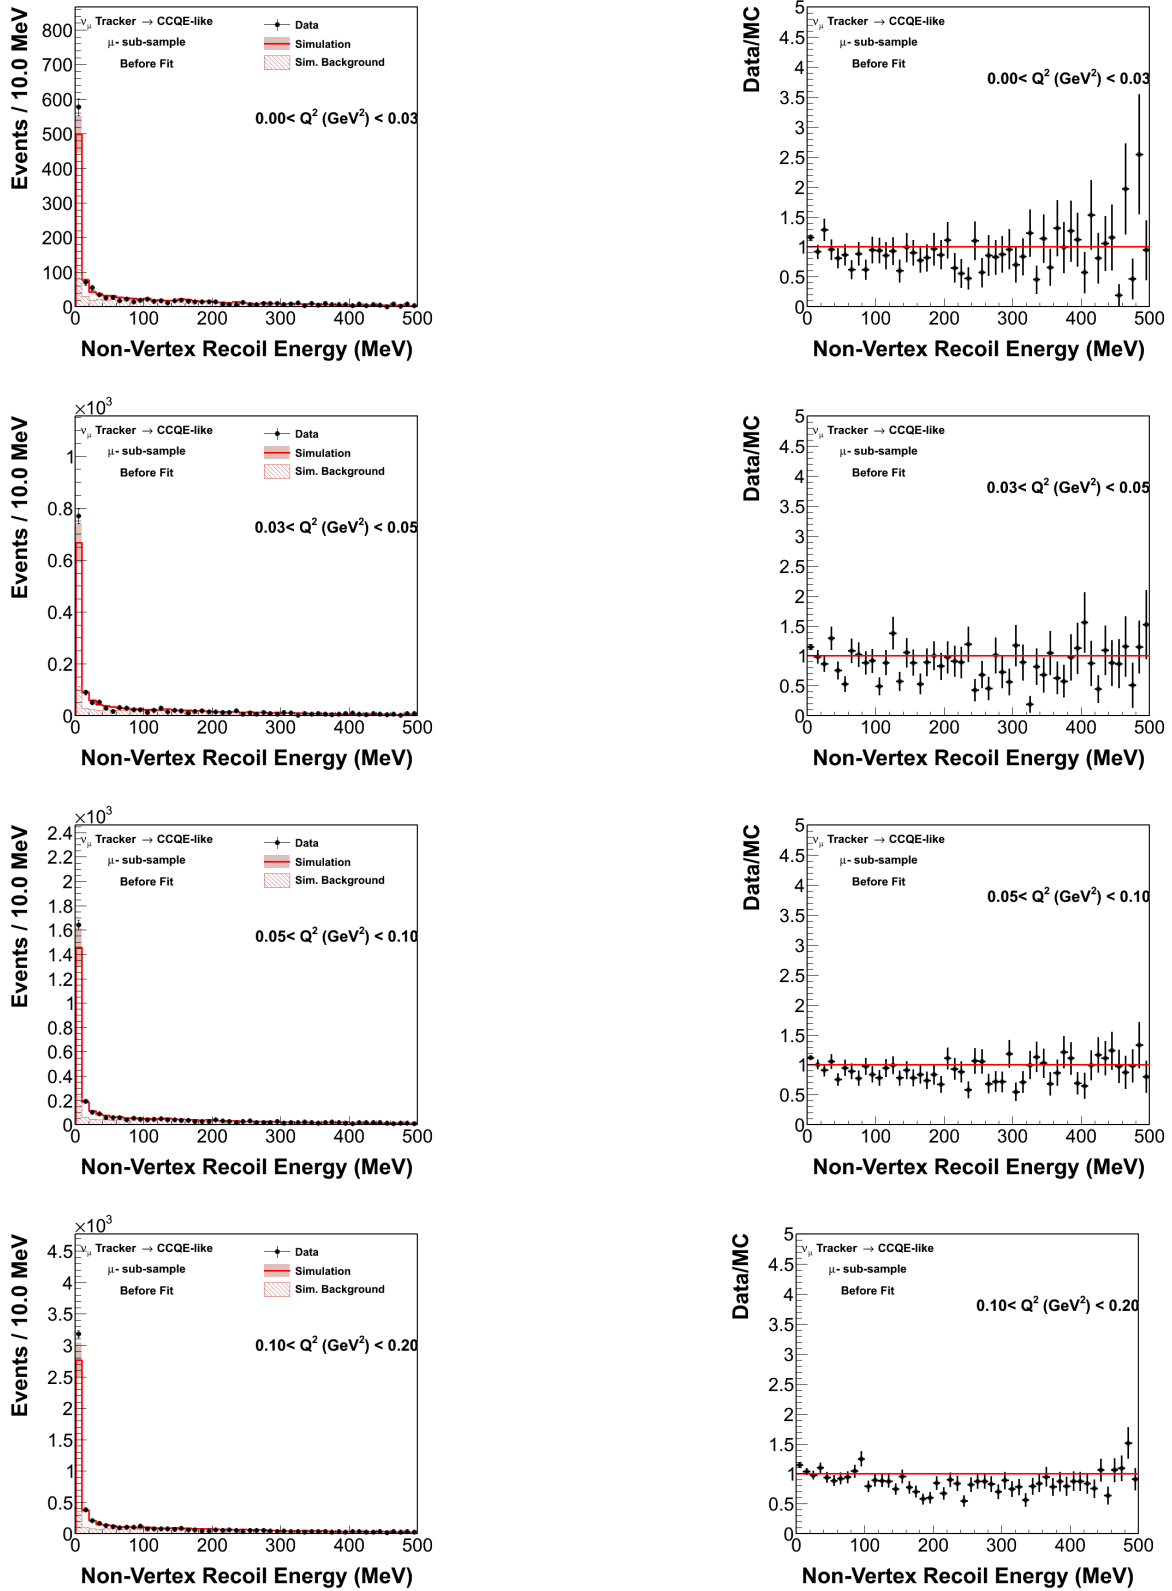 Events / 10.0 MeV
800
700
600
500
400
300
200
100
0
ν_μ Tracker → CCQE-like
μ- sub-sample
Before Fit
Data
Simulation
Sim. Background
0.00< Q² (GeV²) < 0.03
0 100 200 300 400 500
Non-Vertex Recoil Energy (MeV)
Data/MC
5
4.5
4
3.5
3
2.5
2
1.5
1
0.5
0
ν_μ Tracker → CCQE-like
μ- sub-sample
Before Fit
0.00< Q² (GeV²) < 0.03
0 100 200 300 400 500
Non-Vertex Recoil Energy (MeV)
×10³
Events / 10.0 MeV
1
0.8
0.6
0.4
0.2
0
ν_μ Tracker → CCQE-like
μ- sub-sample
Before Fit
Data
Simulation
Sim. Background
0.03< Q² (GeV²) < 0.05
0 100 200 300 400 500
Non-Vertex Recoil Energy (MeV)
Data/MC
5
4.5
4
3.5
3
2.5
2
1.5
1
0.5
0
ν_μ Tracker → CCQE-like
μ- sub-sample
Before Fit
0.03< Q² (GeV²) < 0.05
0 100 200 300 400 500
Non-Vertex Recoil Energy (MeV)
×10³
Events / 10.0 MeV
2.4
2.2
2
1.8
1.6
1.4
1.2
1
0.8
0.6
0.4
0.2
0
ν_μ Tracker → CCQE-like
μ- sub-sample
Before Fit
Data
Simulation
Sim. Background
0.05< Q² (GeV²) < 0.10
0 100 200 300 400 500
Non-Vertex Recoil Energy (MeV)
Data/MC
5
4.5
4
3.5
3
2.5
2
1.5
1
0.5
0
ν_μ Tracker → CCQE-like
μ- sub-sample
Before Fit
0.05< Q² (GeV²) < 0.10
0 100 200 300 400 500
Non-Vertex Recoil Energy (MeV)
×10³
Events / 10.0 MeV
4.5
4
3.5
3
2.5
2
1.5
1
0.5
0
ν_μ Tracker → CCQE-like
μ- sub-sample
Before Fit
Data
Simulation
Sim. Background
0.10< Q² (GeV²) < 0.20
0 100 200 300 400 500
Non-Vertex Recoil Energy (MeV)
Data/MC
5
4.5
4
3.5
3
2.5
2
1.5
1
0.5
ν_μ Tracker → CCQE-like
μ- sub-sample
Before Fit
0.10< Q² (GeV²) < 0.20
0 100 200 300 400 500
Non-Vertex Recoil Energy (MeV)